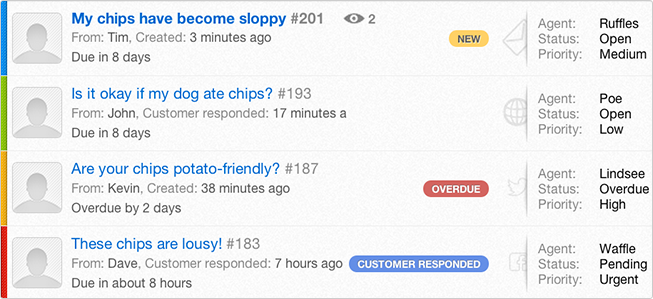 My chips have become sloppy #201 2
From: Tim, Created: 3 minutes ago
Due in 8 days
NEW
Agent: Ruffles
Status: Open
Priority: Medium
Is it okay if my dog ate chips? #193
From: John, Customer responded: 17 minutes a
Due in 8 days
Agent: Poe
Status: Open
Priority: Low
Are your chips potato-friendly? #187
From: Kevin, Created: 38 minutes ago
Overdue by 2 days
OVERDUE
Agent: Lindsee
Status: Overdue
Priority: High
These chips are lousy! #183
From: Dave, Customer responded: 7 hours ago
Due in about 8 hours
CUSTOMER RESPONDED
Agent: Waffle
Status: Pending
Priority: Urgent